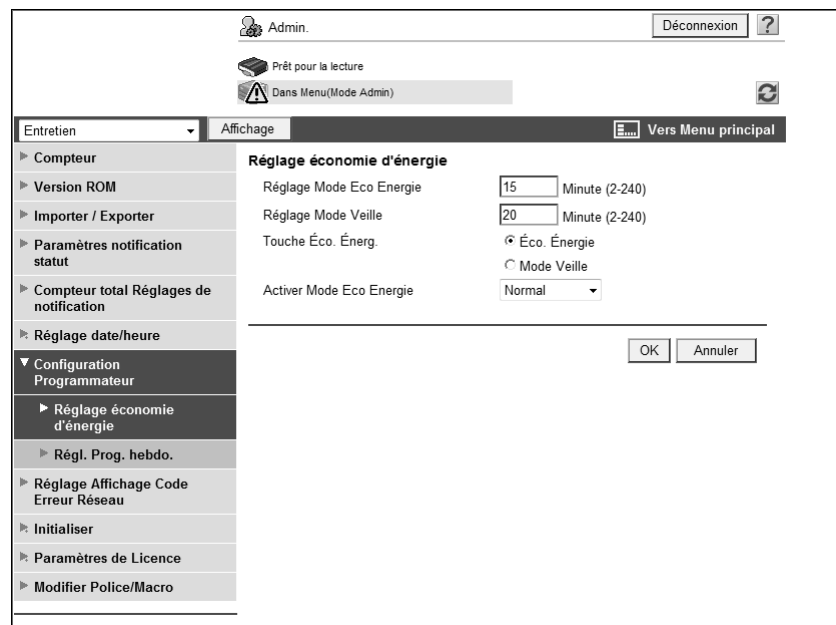 Admin.
Déconnexion
?
Prêt pour la lecture
Dans Menu(Mode Admin)
Entretien
Affichage
Vers Menu principal
Compteur
Version ROM
Importer / Exporter
Paramètres notification
statut
Compteur total Réglages de
notification
Réglage date/heure
Configuration
Programmateur
Réglage économie
d'énergie
Régl. Prog. hebdo.
Réglage Affichage Code
Erreur Réseau
Initialiser
Paramètres de Licence
Modifier Police/Macro
Réglage économie d'énergie
Réglage Mode Eco Energie 15 Minute (2-240)
Réglage Mode Veille 20 Minute (2-240)
Touche Éco. Énerg. Éco. Énergie
Mode Veille
Activer Mode Eco Energie Normal
OK Annuler